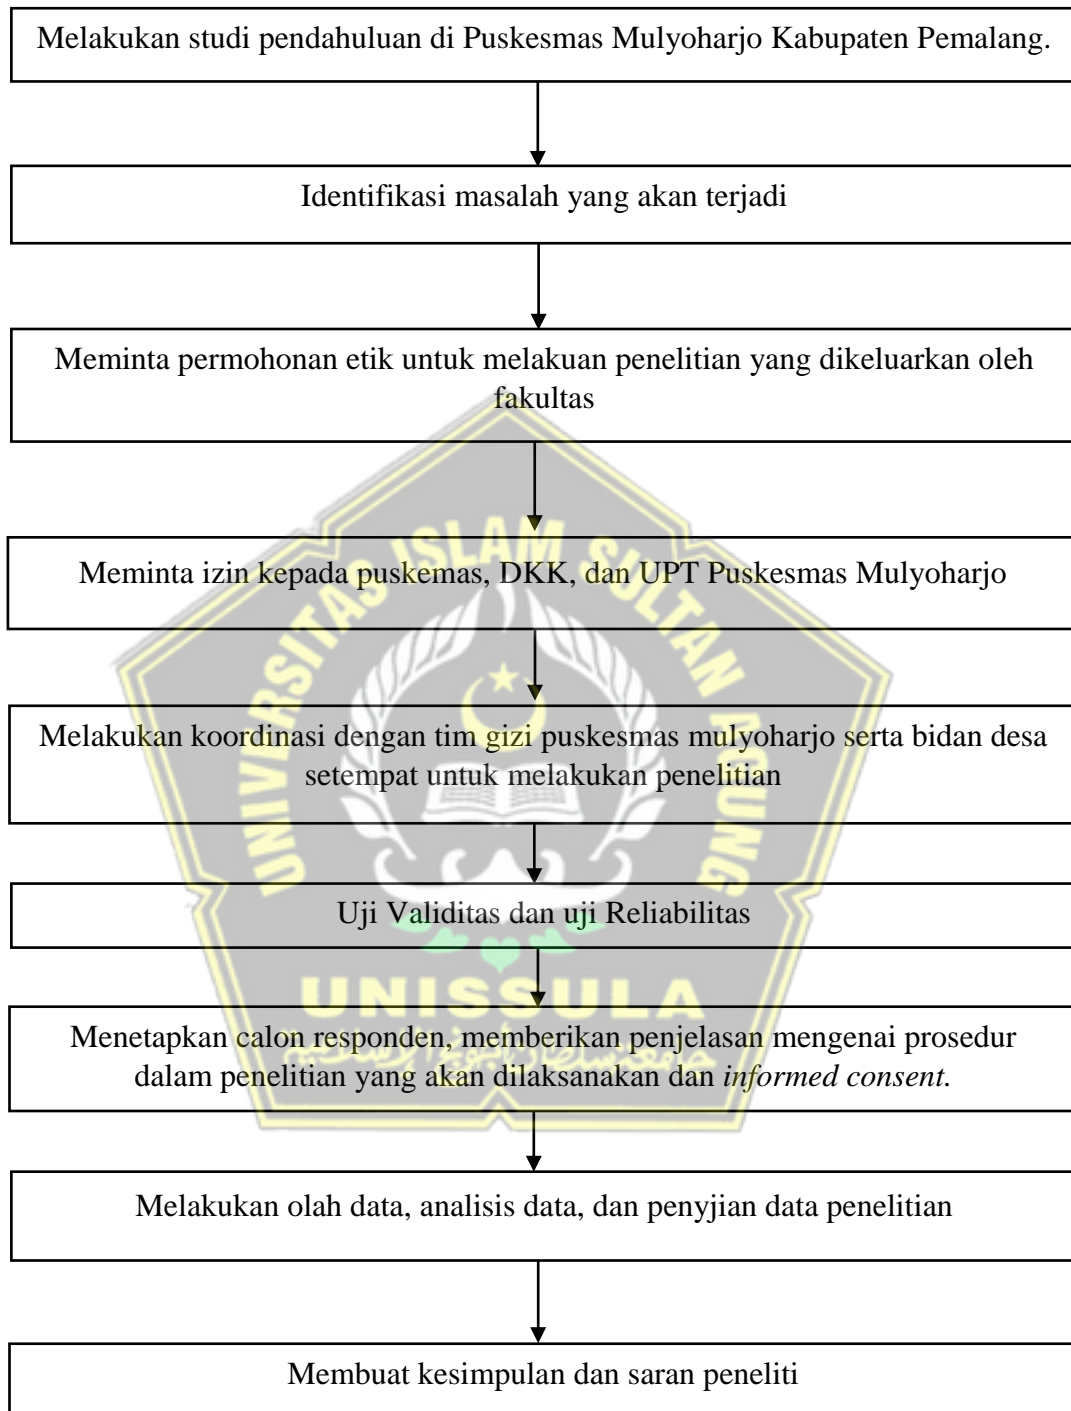 Melakukan studi pendahuluan di Puskesmas Mulyoharjo Kabupaten Pemalang.
Identifikasi masalah yang akan terjadi
Meminta permohonan etik untuk melakuan penelitian yang dikeluarkan oleh
fakultas
Meminta izin kepada puskemas, DKK, dan UPT Puskesmas Mulyoharjo
UNIVERSITAS ISLAM SULTAN AGUNG
Melakukan koordinasi dengan tim gizi puskesmas mulyoharjo serta bidan desa
setempat untuk melakukan penelitian
Uji Validitas dan uji Reliabilitas
UNISSULA
جامعة سلطان أجونج الإسلامية
Menetapkan calon responden, memberikan penjelasan mengenai prosedur
dalam penelitian yang akan dilaksanakan dan informed consent.
Melakukan olah data, analisis data, dan penyjian data penelitian
Membuat kesimpulan dan saran peneliti